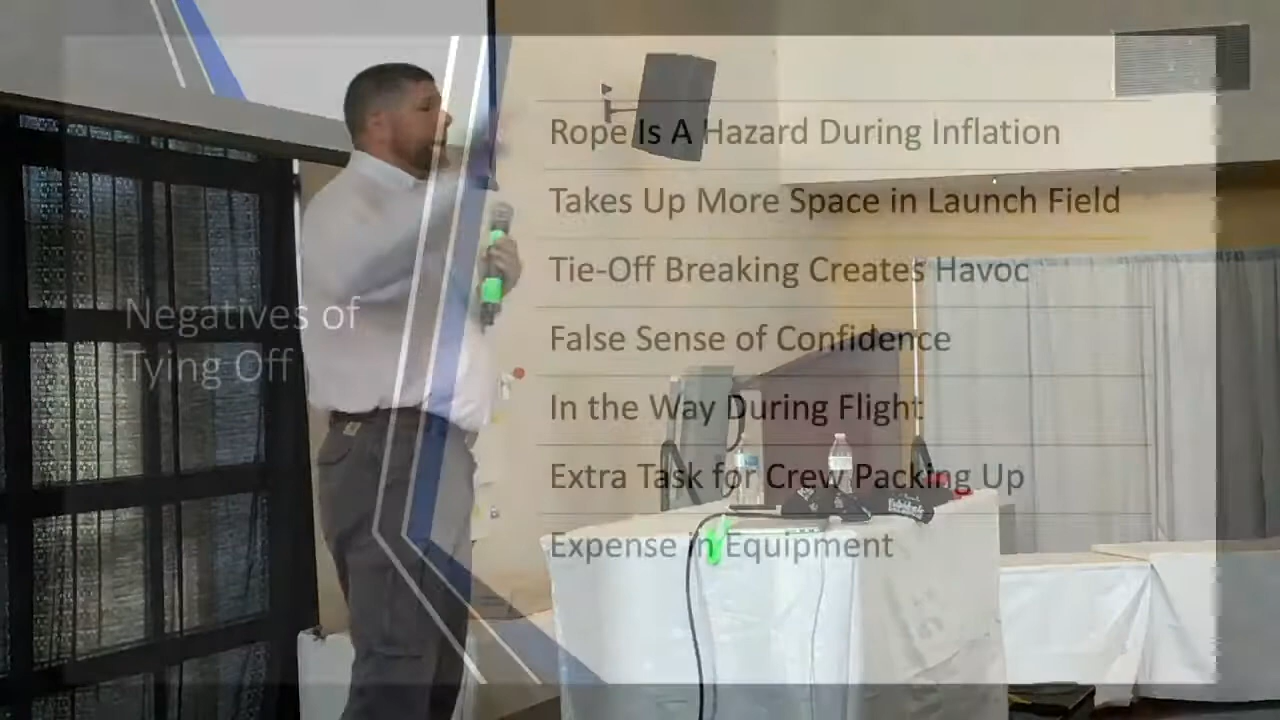 Negatives of
Tying Off
Rope Is A Hazard During Inflation
Takes Up More Space in Launch Field
Tie-Off Breaking Creates Havoc
False Sense of Confidence
In the Way During Flight
Extra Task for Crew Packing Up
Expense in Equipment